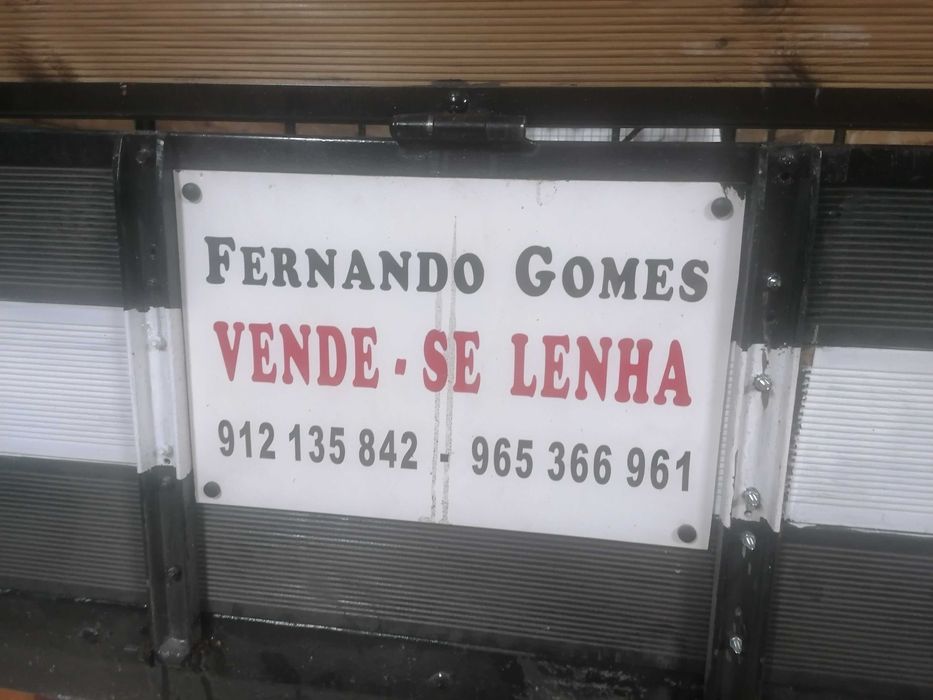 FERNANDO GOMES
VENDE-SE LENHA
912 135 842 - 965 366 961